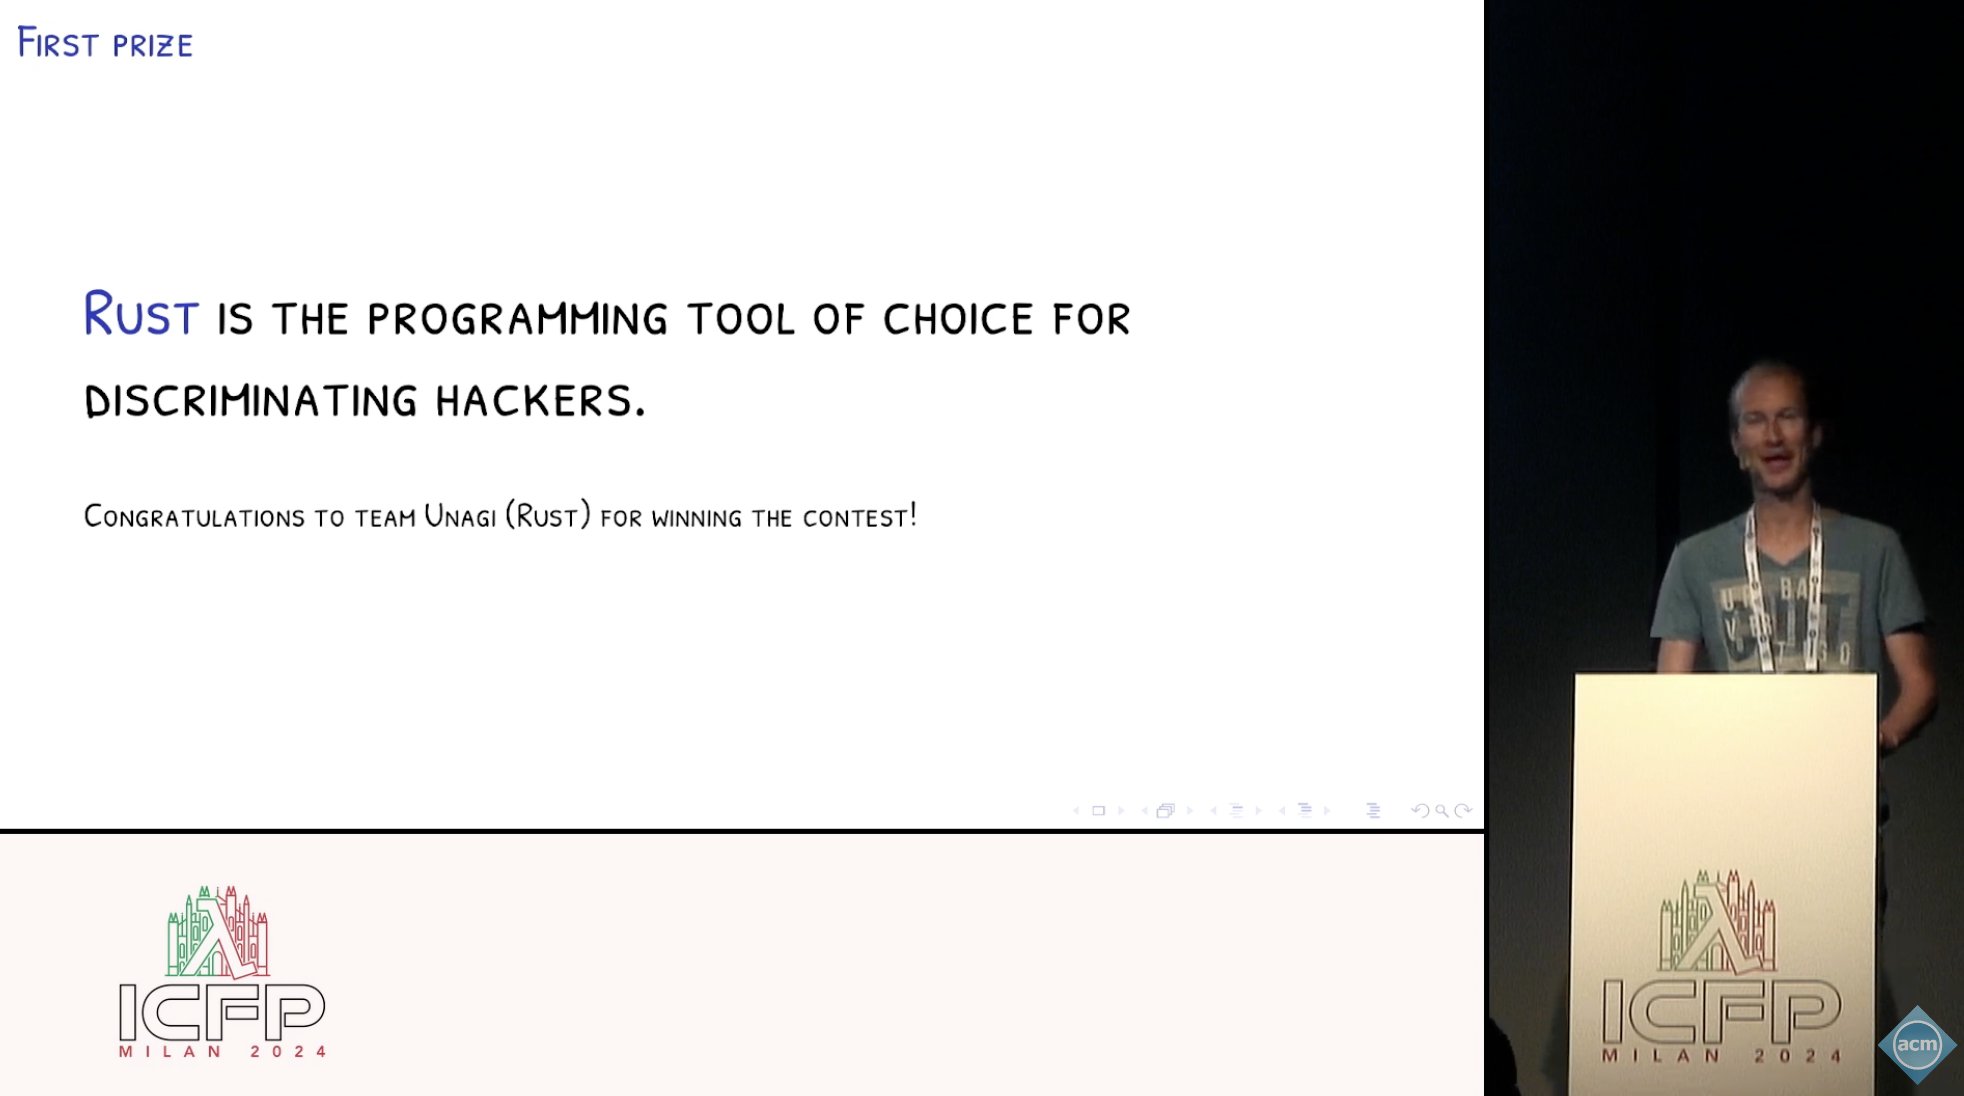 First prize
Rust is the programming tool of choice for
discriminating hackers.
Congratulations to team Unagi (Rust) for winning the contest!
ICFP
MILAN 2024
ICFP
MILAN 2024
acm